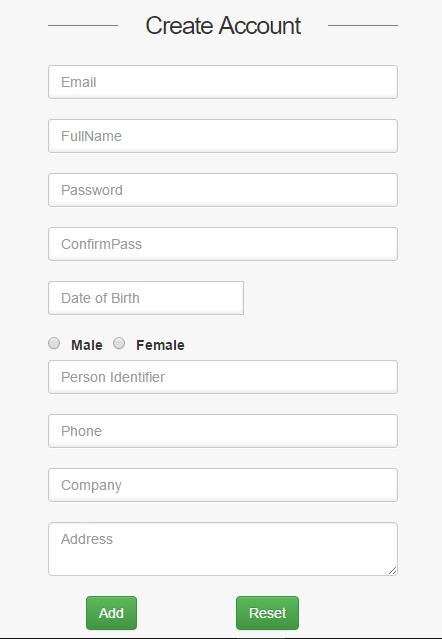 Create Account
Email
FullName
Password
ConfirmPass
Date of Birth
Male Female
Person Identifier
Phone
Company
Address
Add Reset